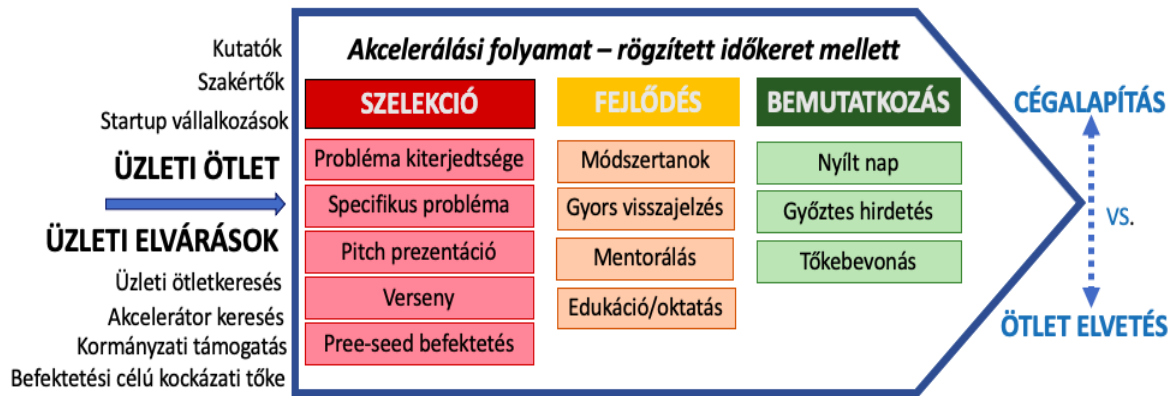 Kutatók
Szakértők
Startup vállalkozások
ÜZLETI ÖTLET
ÜZLETI ELVÁRÁSOK
Üzleti ötletkeresés
Akcelerátor keresés
Kormányzati támogatás
Befektetési célú kockázati tőke
Akcelerálási folyamat – rögzített időkeret mellett
SZELEKCIÓ
Probléma kiterjedtsége
Specifikus probléma
Pitch prezentáció
Verseny
Pree-seed befektetés
FEJLŐDÉS
Módszertanok
Gyors visszajelzés
Mentorálás
Edukáció/oktatás
BEMUTATKOZÁS
Nyílt nap
Győztes hirdetés
Tőkebevonás
CÉGALAPÍTÁS
VS.
ÖTLET ELVETÉS